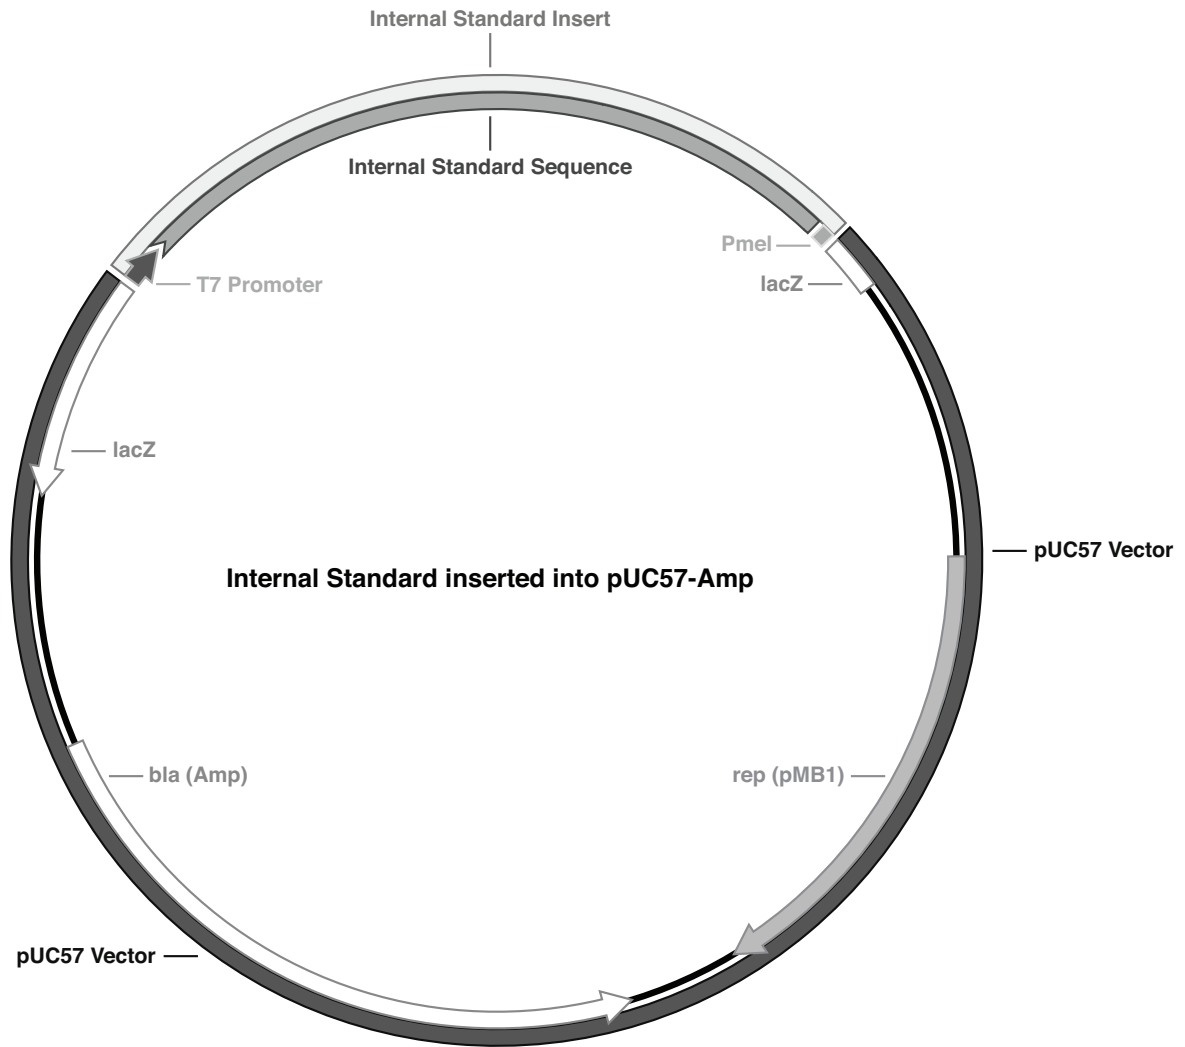 Internal Standard Insert
Internal Standard Sequence
PmeI
lacZ
T7 Promoter
lacZ
pUC57 Vector
Internal Standard inserted into pUC57-Amp
bla (Amp)
rep (pMB1)
pUC57 Vector